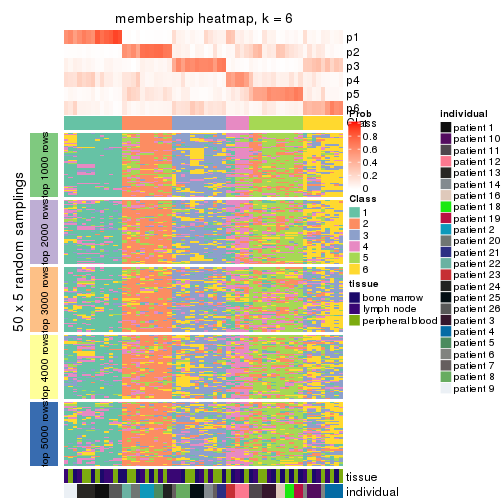 membership heatmap, k = 6
p1
p2
p3
p4
p5
p6
Class
50 x 5 random samplings
top 1000 rows
top 2000 rows
top 3000 rows
top 4000 rows
top 5000 rows
tissue
individual
Prob
1
0.8
0.6
0.4
0.2
0
Class
1
2
3
4
5
6
tissue
bone marrow
lymph node
peripheral blood
individual
patient 1
patient 10
patient 11
patient 12
patient 13
patient 14
patient 16
patient 18
patient 19
patient 2
patient 20
patient 21
patient 22
patient 23
patient 24
patient 25
patient 26
patient 3
patient 4
patient 5
patient 6
patient 7
patient 8
patient 9